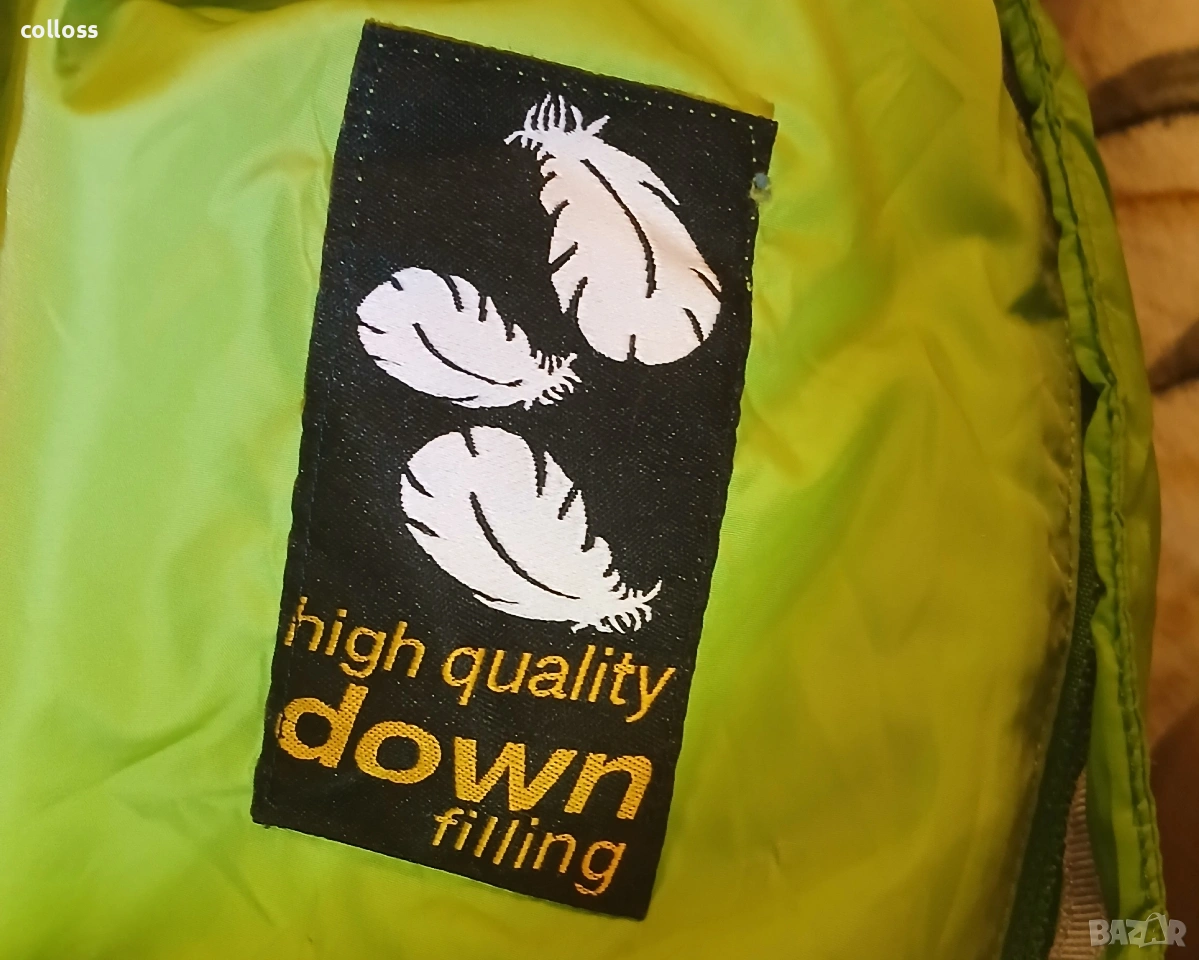 colloss
high quality
down
filling
BAZAR